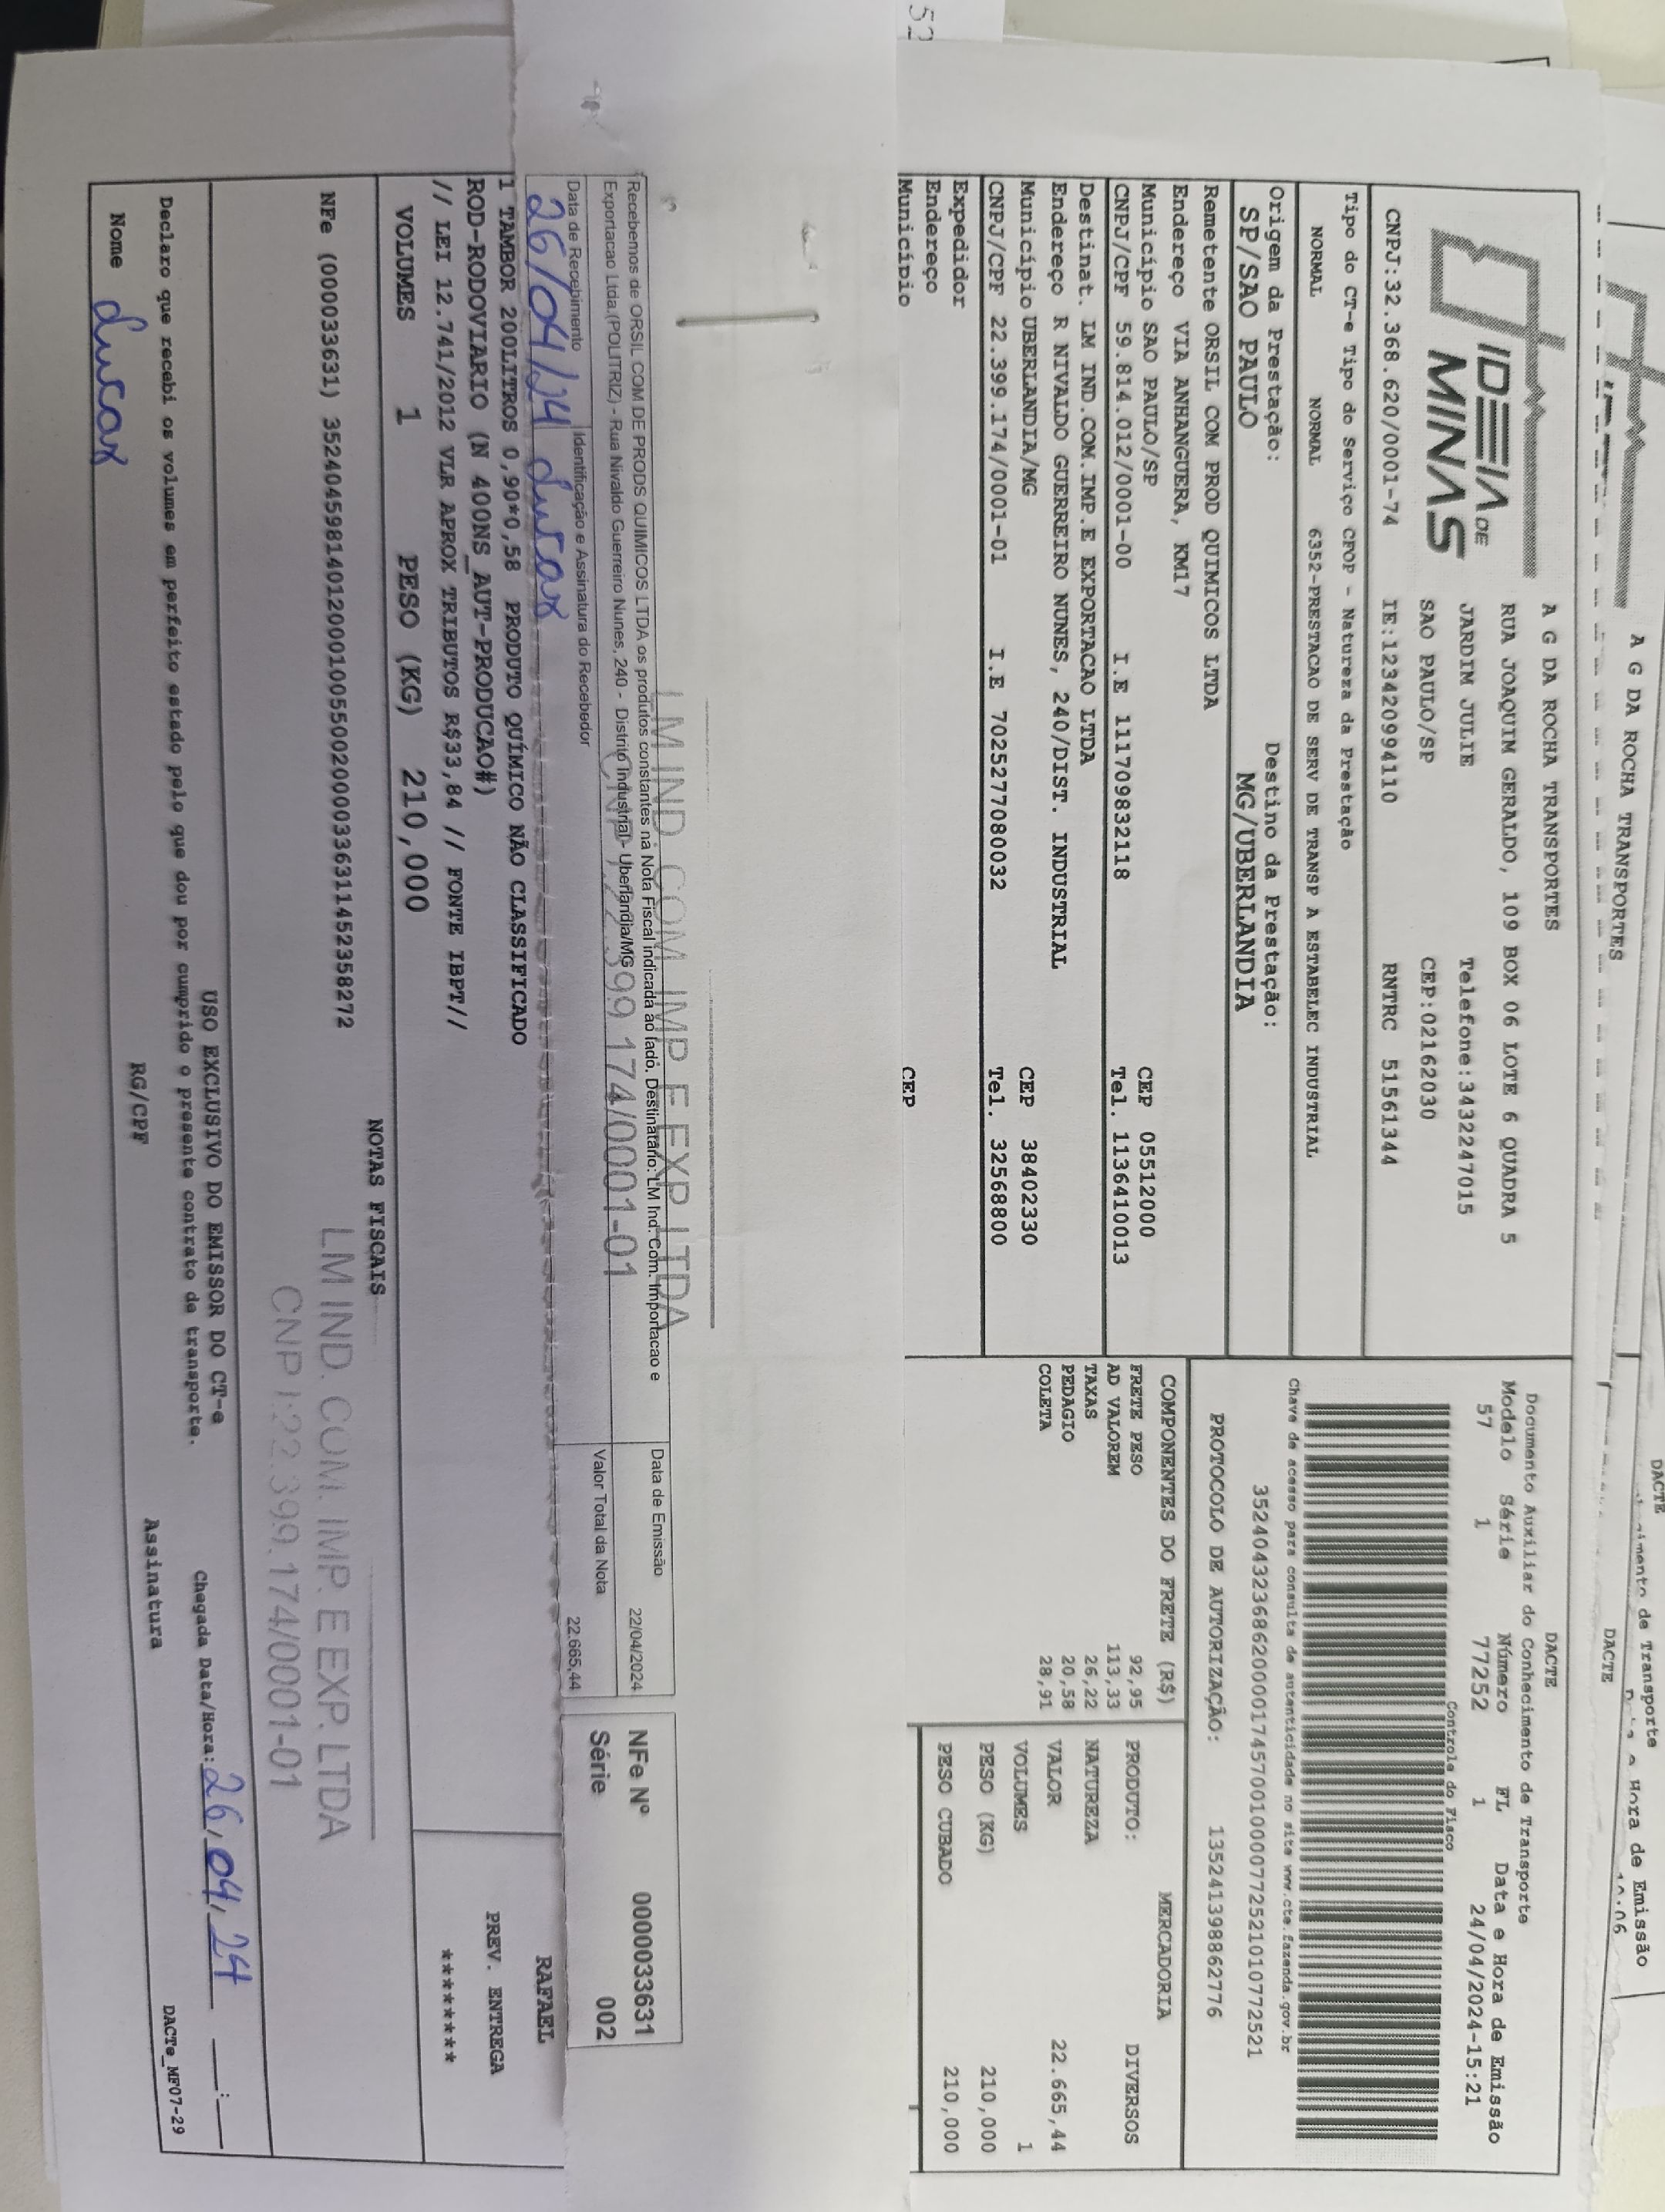 A G DA ROCHA TRANSPORTES
DACTE
Hora de Emissão
DACTE
IDEIA DE
MINAS
A G DA ROCHA TRANSPORTES
RUA JOAQUIM GERALDO, 109 BOX 06 LOTE 6 QUADRA 5
JARDIM JULIE Telefone:3432247015
SAO PAULO/SP CEP:02162030
CNPJ:32.368.620/0001-74 IE:123420994110 RNTRC 51561344
DACTE
Documento Auxiliar do Conhecimento de Transporte
Modelo Série Número FL Data e Hora de Emissão
57 1 77252 1 24/04/2024-15:21
Controle do Fisco
Chave de acesso para consulta de autenticidade no site www.cte.fazenda.gov.br
35240432368620000174570010000772521010772521
PROTOCOLO DE AUTORIZAÇÃO: 135241398862776
Tipo do CT-e Tipo do Serviço CFOP - Natureza da Prestação
NORMAL NORMAL 6352-PRESTACAO DE SERV DE TRANSP A ESTABELEC INDUSTRIAL
Origem da Prestação: Destino da Prestação:
SP/SAO PAULO MG/UBERLANDIA
Remetente ORSIL COM PROD QUIMICOS LTDA
Endereço VIA ANHANGUERA, KM17
Município SAO PAULO/SP CEP 05512000
CNPJ/CPF 59.814.012/0001-00 I.E 111709832118 Tel. 1136410013
Destinat. LM IND.COM.IMP.E EXPORTACAO LTDA
Endereço R NIVALDO GUERREIRO NUNES, 240/DIST. INDUSTRIAL
Município UBERLANDIA/MG CEP 38402330
CNPJ/CPF 22.399.174/0001-01 I.E 7025277080032 Tel. 32568800
Expedidor
Endereço
Município CEP
COMPONENTES DO FRETE (R$)
FRETE PESO 92,95
AD VALOREM 113,33
TAXAS 26,22
PEDAGIO 20,58
COLETA 28,91
MERCADORIA
PRODUTO: DIVERSOS
NATUREZA
VALOR 22.665,44
VOLUMES 1
PESO (KG) 210,000
PESO CUBADO 210,000
52
LM IND COM IMP E EXP LTDA
CNPJ 22 399 174/0001-01
Recebemos de ORSIL COM DE PRODS QUIMICOS LTDA os produtos constantes na Nota Fiscal indicada ao lado. Destinatário: LM Ind. Com. Importacao e
Exportacao Ltda.(POLITRIZ) - Rua Nivaldo Guerreiro Nunes, 240 - Distrito Industrial - Uberlandia/MG
Data de Recebimento Identificação e Assinatura do Recebedor
26/04/24 Lucas
Data de Emissão
22/04/2024
Valor Total da Nota
22.665,44
NFe Nº 0000033631
Série 002
1 TAMBOR 200LITROS 0,90*0,58 PRODUTO QUÍMICO NÃO CLASSIFICADO
ROD-RODOVIARIO (N 400NS_AUT-PRODUCAO#)
// LEI 12.741/2012 VLR APROX TRIBUTOS R$33,84 // FONTE IBPT//
RAFAEL
PREV. ENTREGA
********
VOLUMES 1 PESO (KG) 210,000
NOTAS FISCAIS
NFe (000033631) 35240459814012000100550020000336311452358272
LM IND. COM. IMP. E EXP. LTDA
CNPJ:22.399.174/0001-01
USO EXCLUSIVO DO EMISSOR DO CT-e
Declaro que recebi os volumes em perfeito estado pelo que dou por cumprido o presente contrato de transporte.
Chegada Data/Hora: 26/04/24 ___:___
Nome Lucas RG/CPF Assinatura
DACTe_MF07-29